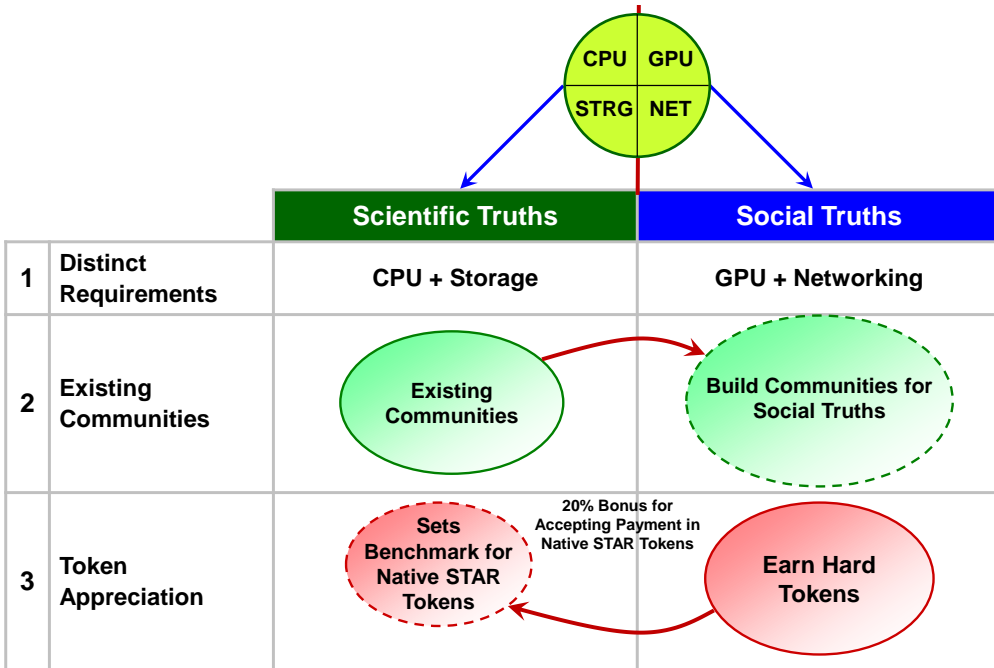 CPU GPU
STRG NET
Scientific Truths Social Truths
1 Distinct
Requirements
CPU + Storage GPU + Networking
2 Existing
Communities
Existing
Communities
Build Communities for
Social Truths
3 Token
Appreciation
Sets
Benchmark for
Native STAR
Tokens
20% Bonus for
Accepting Payment in
Native STAR Tokens
Earn Hard
Tokens